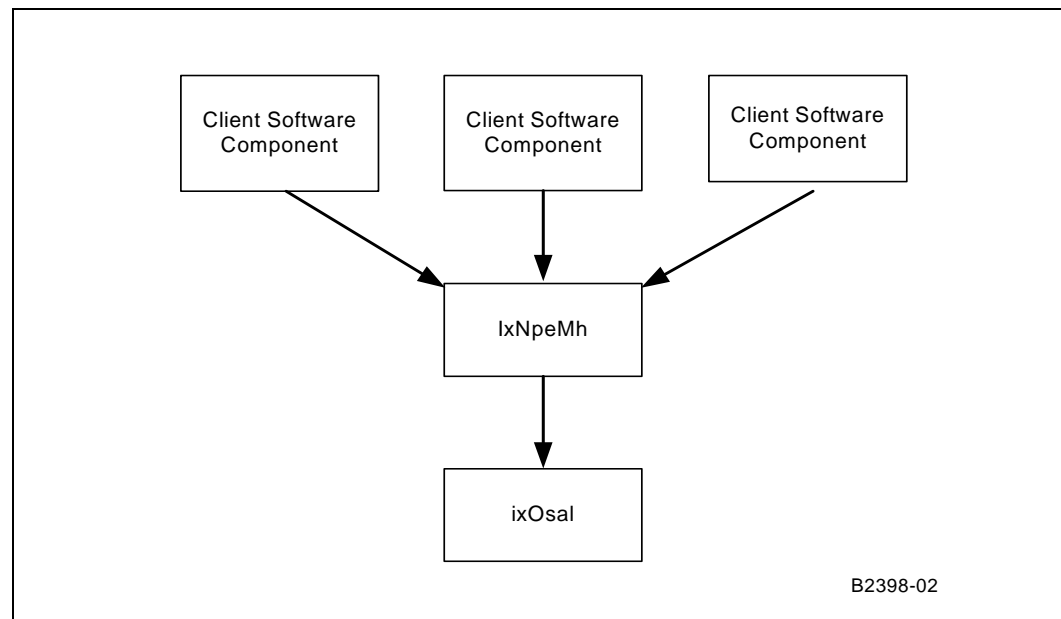 Client Software
Component
Client Software
Component
Client Software
Component
IxNpeMh
ixOsal
B2398-02